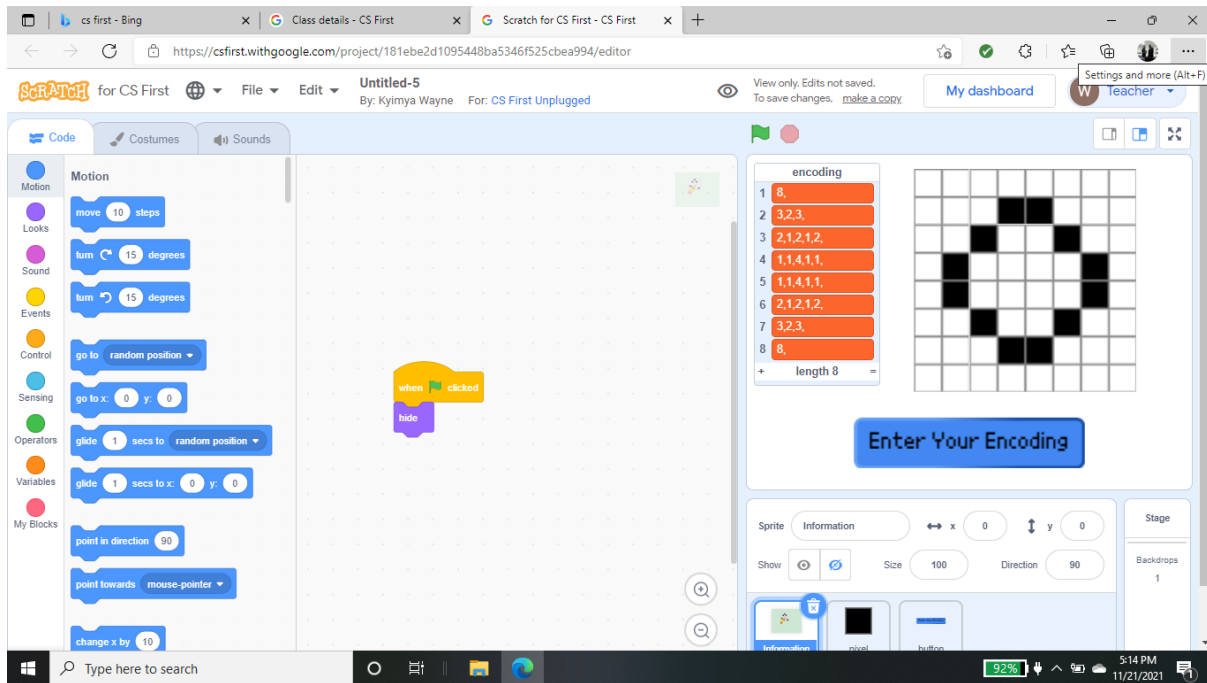 cs first - Bing
Class details - CS First
Scratch for CS First - CS First
https://csfirst.withgoogle.com/project/181ebe2d1095448ba5346f525cbea994/editor
Settings and more (Alt+F)
SCRATCH for CS First
File
Edit
Untitled-5
By: Kyimya Wayne For: CS First Unplugged
View only. Edits not saved.
To save changes, make a copy
My dashboard
W Teacher
Code
Costumes
Sounds
Motion
Looks
Sound
Events
Control
Sensing
Operators
Variables
My Blocks
Motion
move 10 steps
turn 15 degrees
turn 15 degrees
go to random position
go to x: 0 y: 0
glide 1 secs to random position
glide 1 secs to x: 0 y: 0
point in direction 90
point towards mouse-pointer
change x by 10
when clicked
hide
encoding
1 8,
2 3,2,3,
3 2,1,2,1,2,
4 1,1,4,1,1,
5 1,1,4,1,1,
6 2,1,2,1,2,
7 3,2,3,
8 8,
+ length 8 =
Enter Your Encoding
Sprite Information x 0 y 0
Show Size 100 Direction 90
Information
pixel
button
Stage
Backdrops
1
Type here to search
92%
5:14 PM
11/21/2021
1